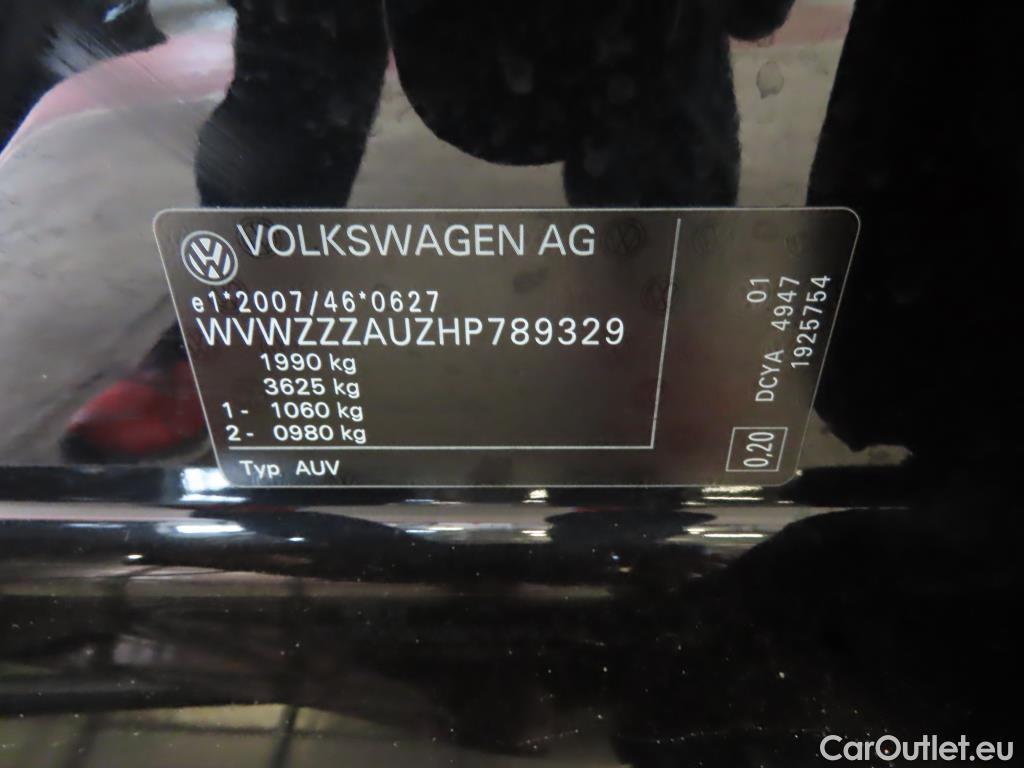 VOLKSWAGEN AG
e1*2007/46*0627
WVWZZZAUZHP789329
1990 kg
3625 kg
1- 1060 kg
2- 0980 kg
Typ AUV
01
DCYA 4947
1925754
0,20
CarOutlet.eu